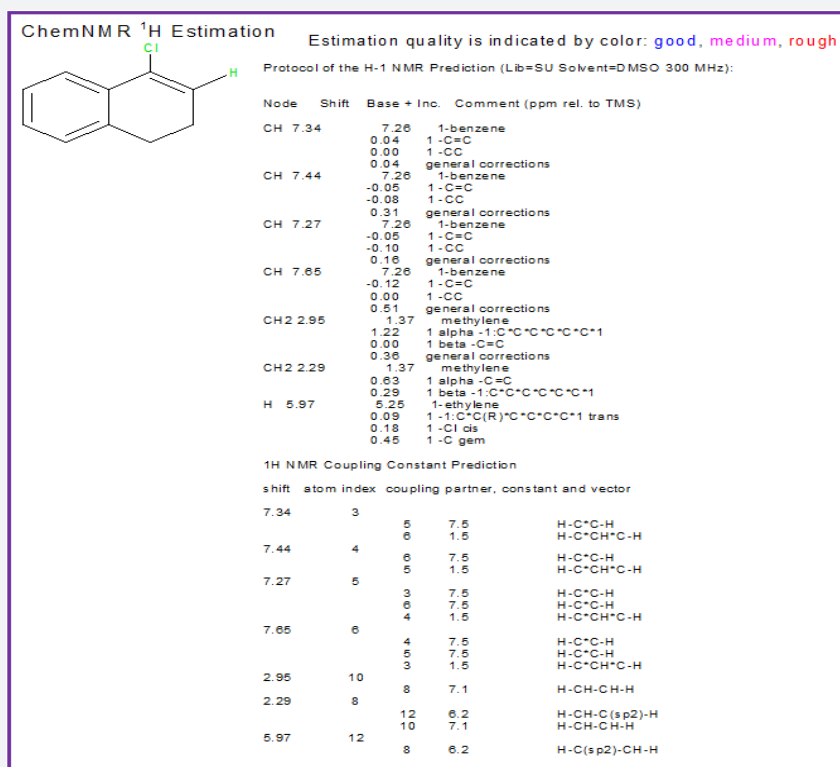 ChemNMR ¹H Estimation
Estimation quality is indicated by color: good, medium, rough
Cl
H
Protocol of the H-1 NMR Prediction (Lib=SU Solvent=DMSO 300 MHz):
Node Shift Base + Inc. Comment (ppm rel. to TMS)
CH 7.34 7.26 1-benzene
0.04 1 -C=C
0.00 1 -CC
0.04 general corrections
CH 7.44 7.26 1-benzene
-0.05 1 -C=C
-0.08 1 -CC
0.31 general corrections
CH 7.27 7.26 1-benzene
-0.05 1 -C=C
-0.10 1 -CC
0.16 general corrections
CH 7.65 7.26 1-benzene
-0.12 1 -C=C
0.00 1 -CC
0.51 general corrections
CH2 2.95 1.37 methylene
1.22 1 alpha -1:C*C*C*C*C*C*1
0.00 1 beta -C=C
0.36 general corrections
CH2 2.29 1.37 methylene
0.63 1 alpha -C=C
0.29 1 beta -1:C*C*C*C*C*C*1
H 5.97 5.25 1-ethylene
0.09 1 -1:C*C(R)*C*C*C*C*1 trans
0.18 1 -Cl cis
0.45 1 -C gem
1H NMR Coupling Constant Prediction
shift atom index coupling partner, constant and vector
7.34 3
5 7.5 H-C*C-H
6 1.5 H-C*CH*C-H
7.44 4
6 7.5 H-C*C-H
5 1.5 H-C*CH*C-H
7.27 5
3 7.5 H-C*C-H
6 7.5 H-C*C-H
4 1.5 H-C*CH*C-H
7.65 6
4 7.5 H-C*C-H
5 7.5 H-C*C-H
3 1.5 H-C*CH*C-H
2.95 10
8 7.1 H-CH-CH-H
2.29 8
12 6.2 H-CH-C(sp2)-H
10 7.1 H-CH-CH-H
5.97 12
8 6.2 H-C(sp2)-CH-H